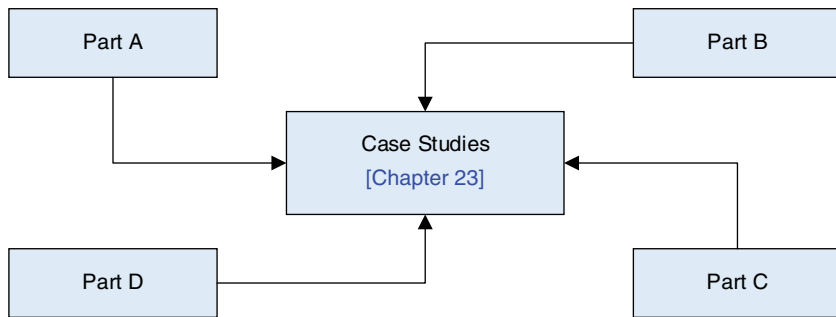 Part A
Part B
Case Studies
[Chapter 23]
Part D
Part C